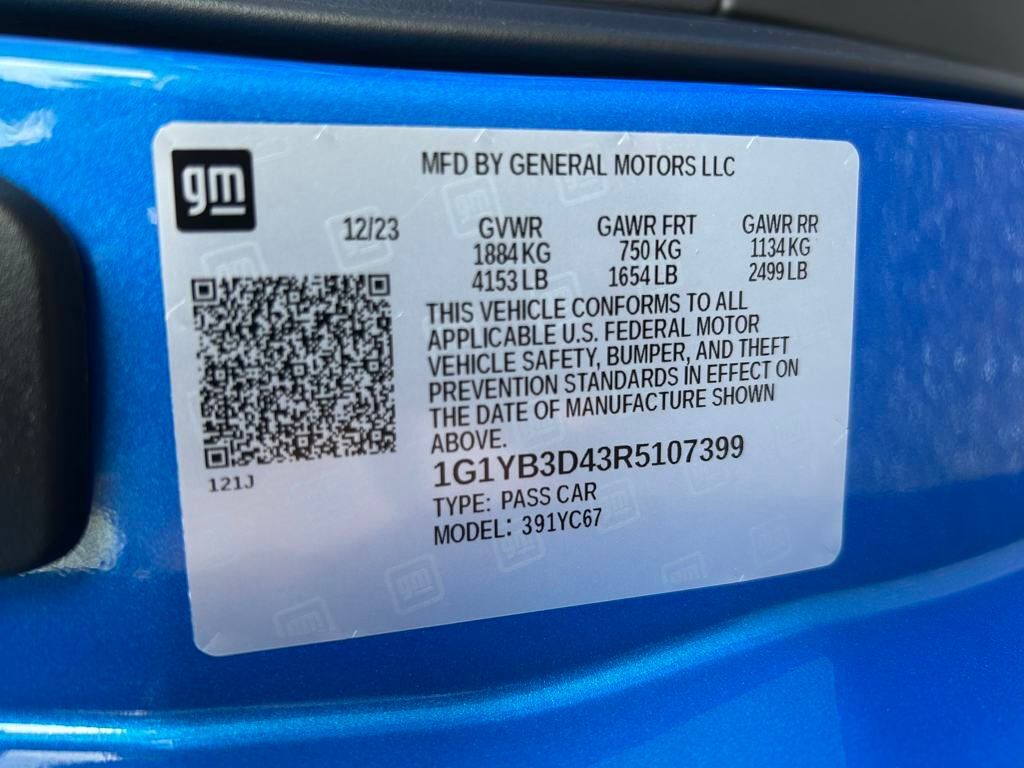 gm
MFD BY GENERAL MOTORS LLC
12/23
GVWR GAWR FRT GAWR RR
1884 KG 750 KG 1134 KG
4153 LB 1654 LB 2499 LB
THIS VEHICLE CONFORMS TO ALL
APPLICABLE U.S. FEDERAL MOTOR
VEHICLE SAFETY, BUMPER, AND THEFT
PREVENTION STANDARDS IN EFFECT ON
THE DATE OF MANUFACTURE SHOWN
ABOVE.
1G1YB3D43R5107399
121J
TYPE: PASS CAR
MODEL: 391YC67